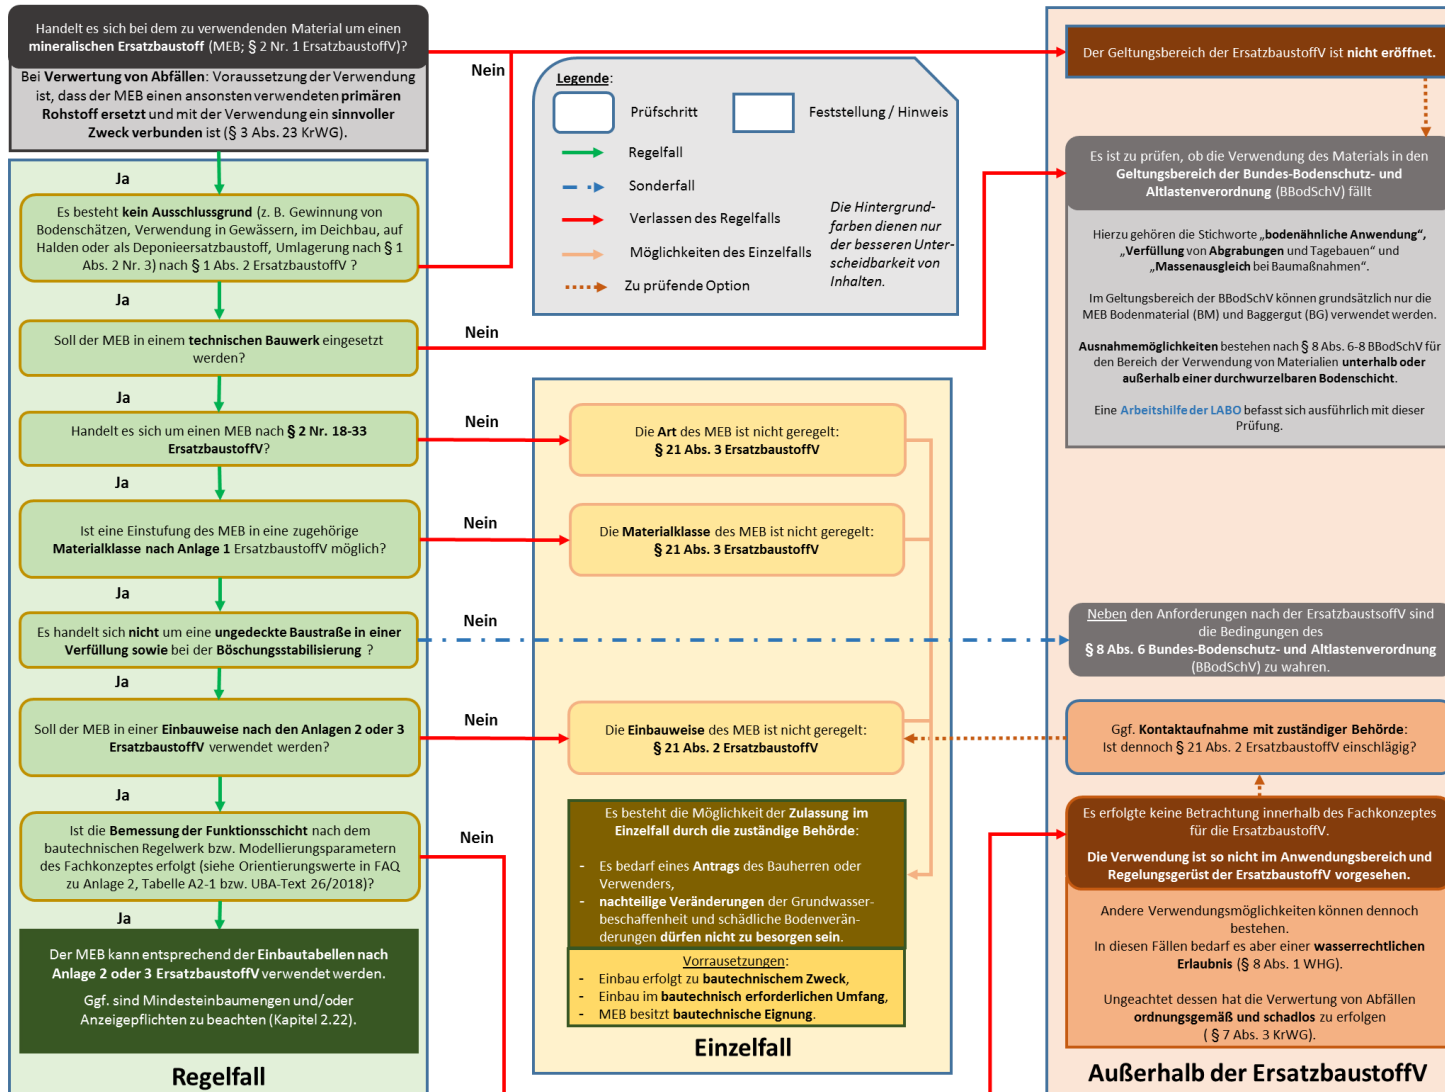 Handelt es sich bei dem zu verwendenden Material um einen
mineralischen Ersatzbaustoff (MEB; § 2 Nr. 1 ErsatzbaustoffV)?
Bei Verwertung von Abfällen: Voraussetzung der Verwendung
ist, dass der MEB einen ansonsten verwendeten primären
Rohstoff ersetzt und mit der Verwendung ein sinnvoller
Zweck verbunden ist (§ 3 Abs. 23 KrWG).
Ja
Es besteht kein Ausschlussgrund (z. B. Gewinnung von
Bodenschätzen, Verwendung in Gewässern, im Deichbau, auf
Halden oder als Deponieersatzbaustoff, Umlagerung nach § 1
Abs. 2 Nr. 3) nach § 1 Abs. 2 ErsatzbaustoffV ?
Nein
Ja
Soll der MEB in einem technischen Bauwerk eingesetzt
werden?
Nein
Ja
Handelt es sich um einen MEB nach § 2 Nr. 18-33
ErsatzbaustoffV?
Nein
Ja
Ist eine Einstufung des MEB in eine zugehörige
Materialklasse nach Anlage 1 ErsatzbaustoffV möglich?
Nein
Ja
Es handelt sich nicht um eine ungedeckte Baustraße in einer
Verfüllung sowie bei der Böschungsstabilisierung ?
Nein
Ja
Soll der MEB in einer Einbauweise nach den Anlagen 2 oder 3
ErsatzbaustoffV verwendet werden?
Nein
Ja
Ist die Bemessung der Funktionsschicht nach dem
bautechnischen Regelwerk bzw. Modellierungsparametern
des Fachkonzeptes erfolgt (siehe Orientierungswerte in FAQ
zu Anlage 2, Tabelle A2-1 bzw. UBA-Text 26/2018)?
Nein
Ja
Der MEB kann entsprechend der Einbautabellen nach
Anlage 2 oder 3 ErsatzbaustoffV verwendet werden.
Ggf. sind Mindesteinbaumengen und/oder
Anzeigepflichten zu beachten (Kapitel 2.22).
Regelfall
Legende:
Prüfschritt
Feststellung / Hinweis
Regelfall
Sonderfall
Verlassen des Regelfalls
Möglichkeiten des Einzelfalls
Zu prüfende Option
Die Hintergrund-
farben dienen nur
der besseren Unter-
scheidbarkeit von
Inhalten.
Die Art des MEB ist nicht geregelt:
§ 21 Abs. 3 ErsatzbaustoffV
Die Materialklasse des MEB ist nicht geregelt:
§ 21 Abs. 3 ErsatzbaustoffV
Die Einbauweise des MEB ist nicht geregelt:
§ 21 Abs. 2 ErsatzbaustoffV
Es besteht die Möglichkeit der Zulassung im
Einzelfall durch die zuständige Behörde:
- Es bedarf eines Antrags des Bauherren oder
Verwenders,
- nachteilige Veränderungen der Grundwasser-
beschaffenheit und schädliche Bodenverän-
derungen dürfen nicht zu besorgen sein.
Vorrausetzungen:
- Einbau erfolgt zu bautechnischem Zweck,
- Einbau im bautechnisch erforderlichen Umfang,
- MEB besitzt bautechnische Eignung.
Einzelfall
Der Geltungsbereich der ErsatzbaustoffV ist nicht eröffnet.
Es ist zu prüfen, ob die Verwendung des Materials in den
Geltungsbereich der Bundes-Bodenschutz- und
Altlastenverordnung (BBodSchV) fällt
Hierzu gehören die Stichworte „bodenähnliche Anwendung“,
„Verfüllung von Abgrabungen und Tagebauen“ und
„Massenausgleich bei Baumaßnahmen“.
Im Geltungsbereich der BBodSchV können grundsätzlich nur die
MEB Bodenmaterial (BM) und Baggergut (BG) verwendet werden.
Ausnahmemöglichkeiten bestehen nach § 8 Abs. 6-8 BBodSchV für
den Bereich der Verwendung von Materialien unterhalb oder
außerhalb einer durchwurzelbaren Bodenschicht.
Eine Arbeitshilfe der LABO befasst sich ausführlich mit dieser
Prüfung.
Neben den Anforderungen nach der ErsatzbaustsoffV sind
die Bedingungen des
§ 8 Abs. 6 Bundes-Bodenschutz- und Altlastenverordnung
(BBodSchV) zu wahren.
Ggf. Kontaktaufnahme mit zuständiger Behörde:
Ist dennoch § 21 Abs. 2 ErsatzbaustoffV einschlägig?
Es erfolgte keine Betrachtung innerhalb des Fachkonzeptes
für die ErsatzbaustoffV.
Die Verwendung ist so nicht im Anwendungsbereich und
Regelungsgerüst der ErsatzbaustoffV vorgesehen.
Andere Verwendungsmöglichkeiten können dennoch
bestehen.
In diesen Fällen bedarf es aber einer wasserrechtlichen
Erlaubnis (§ 8 Abs. 1 WHG).
Ungeachtet dessen hat die Verwertung von Abfällen
ordnungsgemäß und schadlos zu erfolgen
( § 7 Abs. 3 KrWG).
Außerhalb der ErsatzbaustoffV